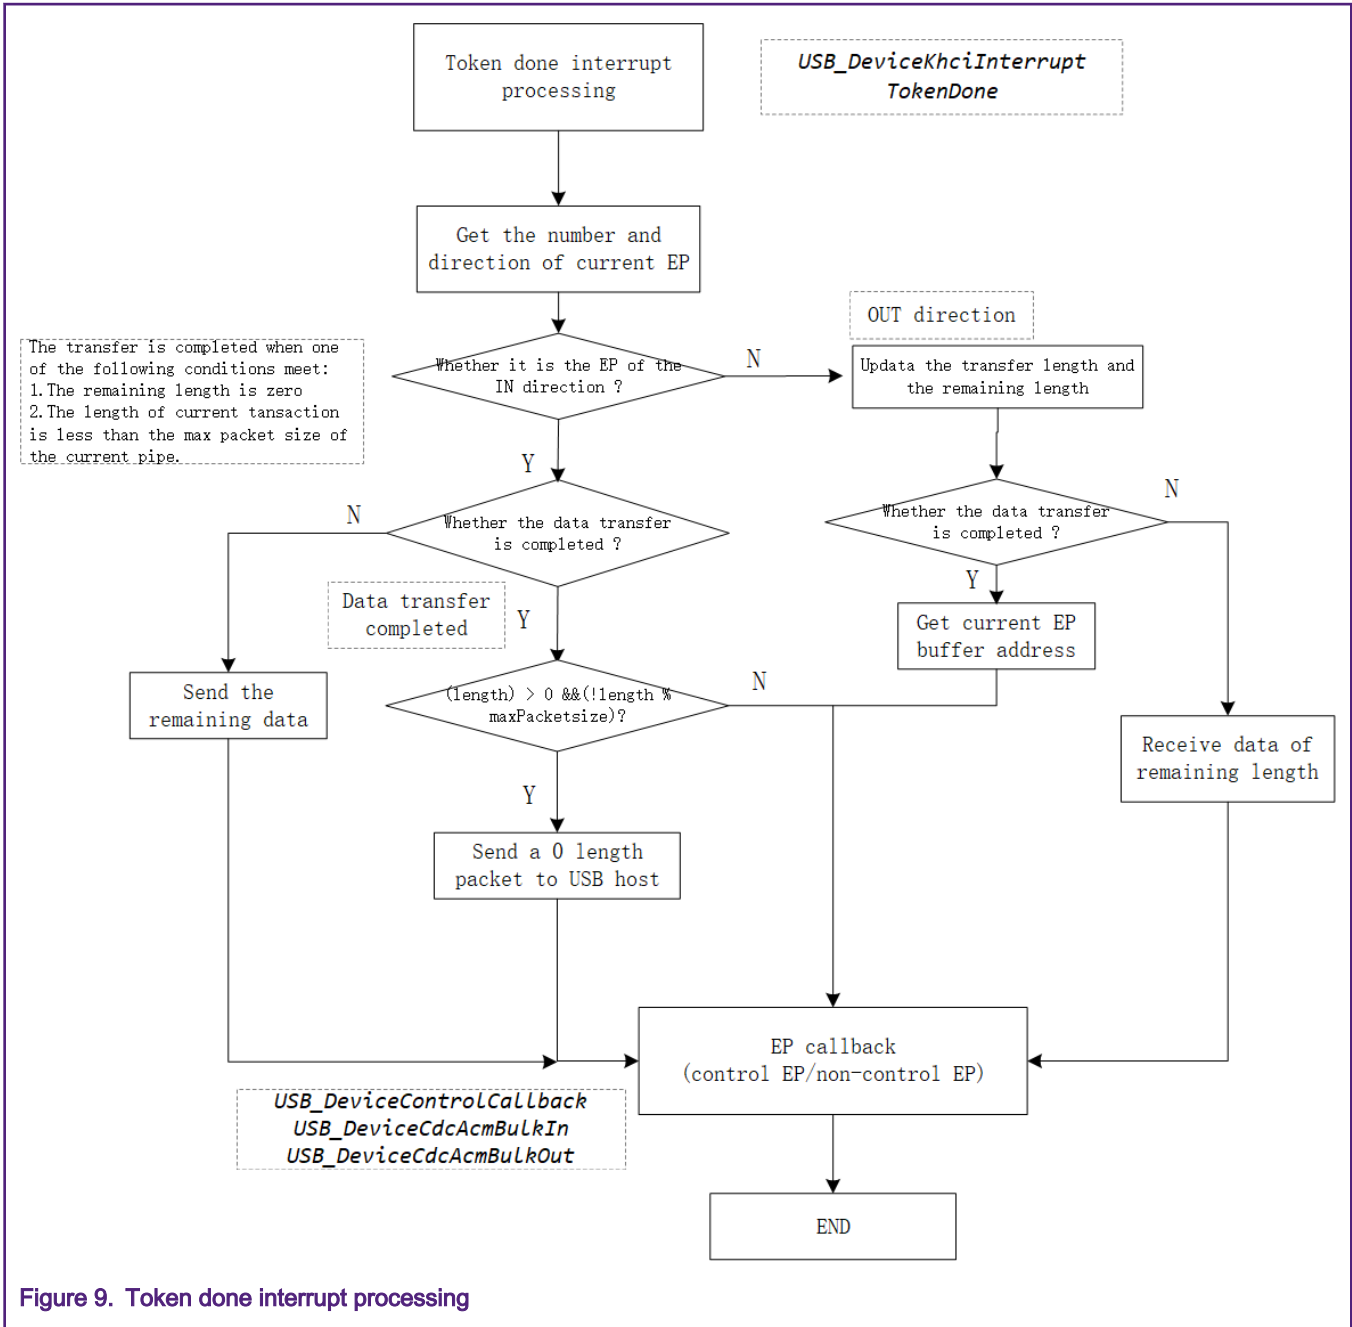 Token done interrupt
processing
USB_DeviceKhciInterrupt
TokenDone
Get the number and
direction of current EP
OUT direction
The transfer is completed when one
of the following conditions meet:
1.The remaining length is zero
2.The length of current tansaction
is less than the max packet size of
the current pipe.
Whether it is the EP of the
IN direction ?
N
Updata the transfer length and
the remaining length
Y
N
Whether the data transfer
is completed ?
Whether the data transfer
is completed ?
N
Y
Data transfer
completed
Y
Get current EP
buffer address
Send the
remaining data
(length) > 0 &&(!length %
maxPacketsize)?
N
Receive data of
remaining length
Y
Send a 0 length
packet to USB host
EP callback
(control EP/non-control EP)
USB_DeviceControlCallback
USB_DeviceCdcAcmBulkIn
USB_DeviceCdcAcmBulkOut
END
Figure 9. Token done interrupt processing